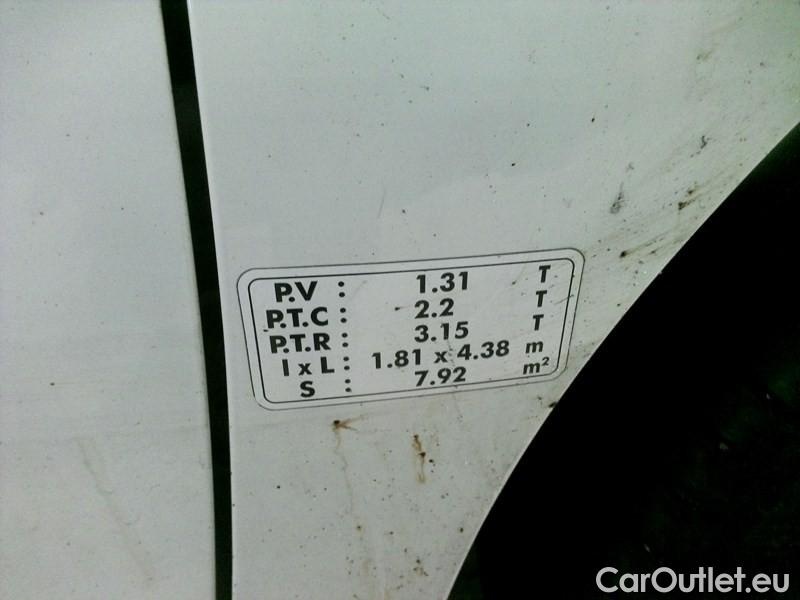 P.V : 1.31 T
P.T.C : 2.2 T
P.T.R : 3.15 T
l x L : 1.81 x 4.38 m
S : 7.92 m²
CarOutlet.eu